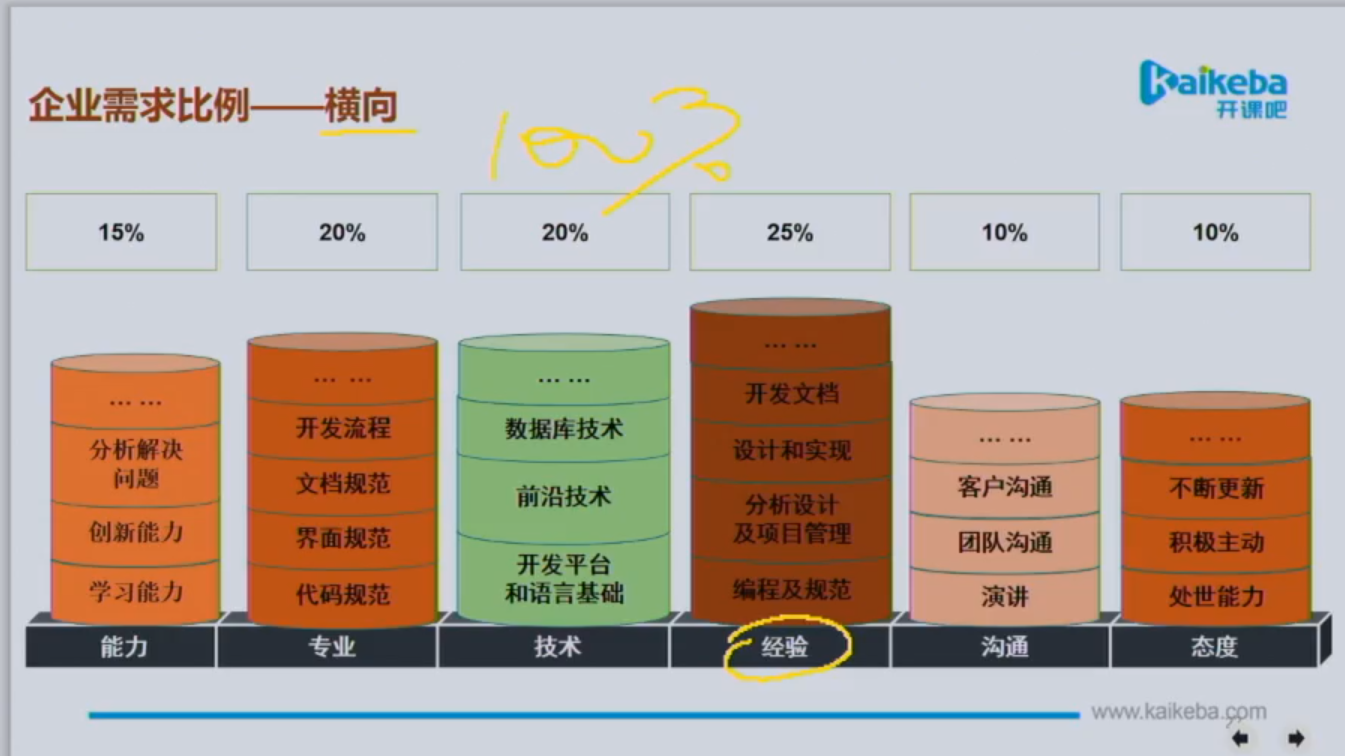 企业需求比例——横向
Kaikeba
开课吧
100%
15%
20%
20%
25%
10%
10%
... ...
分析解决
问题
创新能力
学习能力
能力
... ...
开发流程
文档规范
界面规范
代码规范
专业
... ...
数据库技术
前沿技术
开发平台
和语言基础
技术
... ...
开发文档
设计和实现
分析设计
及项目管理
编程及规范
经验
... ...
客户沟通
团队沟通
演讲
沟通
... ...
不断更新
积极主动
处世能力
态度
www.kaikeba.com